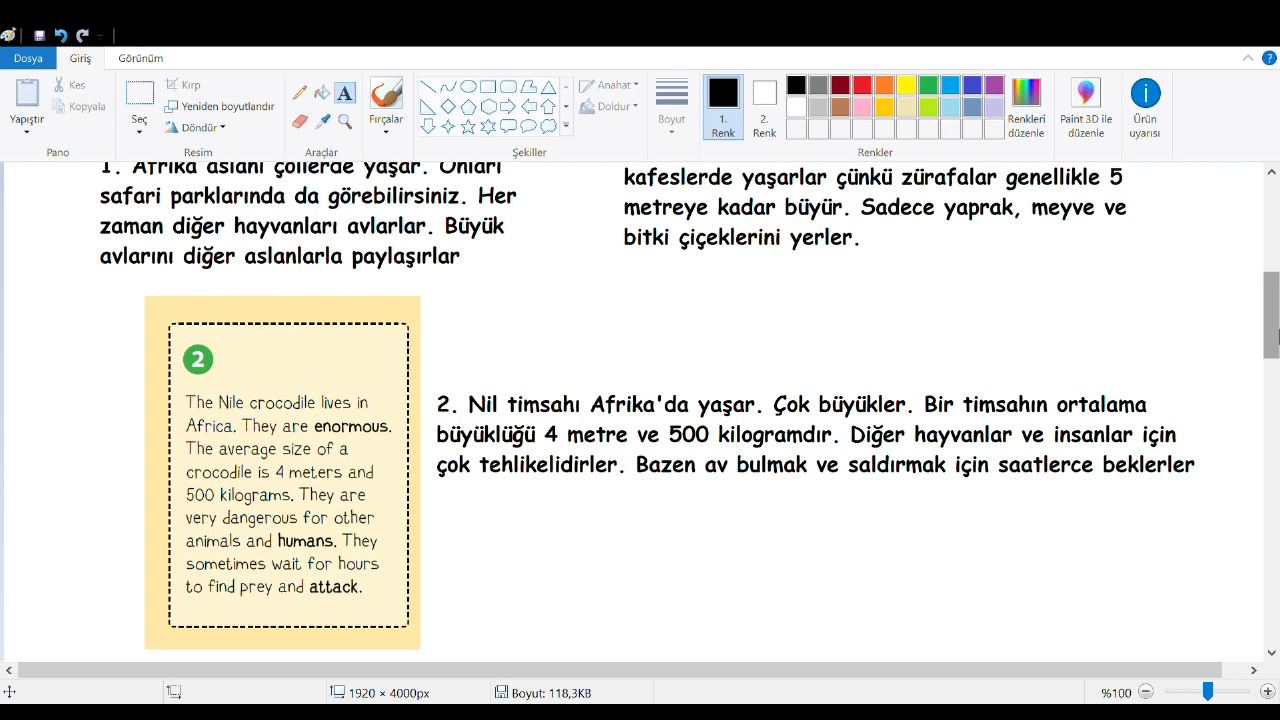 Dosya
Giriş
Görünüm
Yapıştır
Kes
Kopyala
Pano
Seç
Kırp
Yeniden boyutlandır
Döndür
Resim
A
Araçlar
Fırçalar
Şekiller
Anahat
Doldur
Boyut
1. Renk
2. Renk
Renkler
Renkleri düzenle
Paint 3D ile düzenle
Ürün uyarısı
1. Afrika aslanı çöllerde yaşar. Onları
safari parklarında da görebilirsiniz. Her
zaman diğer hayvanları avlarlar. Büyük
avlarını diğer aslanlarla paylaşırlar
kafeslerde yaşarlar çünkü zürafalar genellikle 5
metreye kadar büyür. Sadece yaprak, meyve ve
bitki çiçeklerini yerler.
2
The Nile crocodile lives in
Africa. They are enormous.
The average size of a
crocodile is 4 meters and
500 kilograms. They are
very dangerous for other
animals and humans. They
sometimes wait for hours
to find prey and attack.
2. Nil timsahı Afrika'da yaşar. Çok büyükler. Bir timsahın ortalama
büyüklüğü 4 metre ve 500 kilogramdır. Diğer hayvanlar ve insanlar için
çok tehlikelidirler. Bazen av bulmak ve saldırmak için saatlerce beklerler
1920 × 4000px
Boyut: 118,3KB
%100